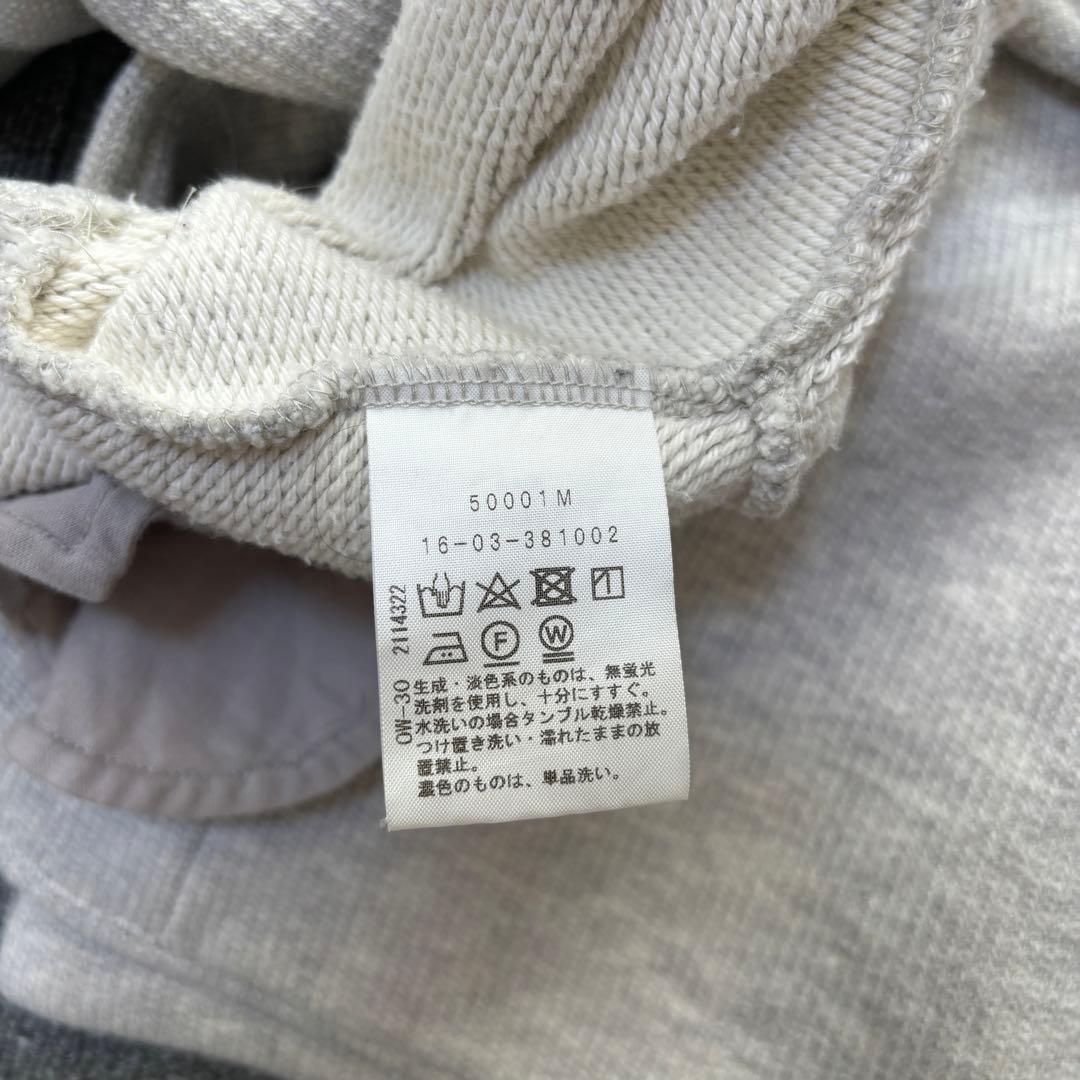 50001M
16-03-381002
F
W
生成・淡色系のものは、無蛍光
洗剤を使用し、十分にすすぐ。
水洗いの場合タンブル乾燥禁止。
つけ置き洗い・濡れたままの放
置禁止。
濃色のものは、単品洗い。
OW-30 2114322